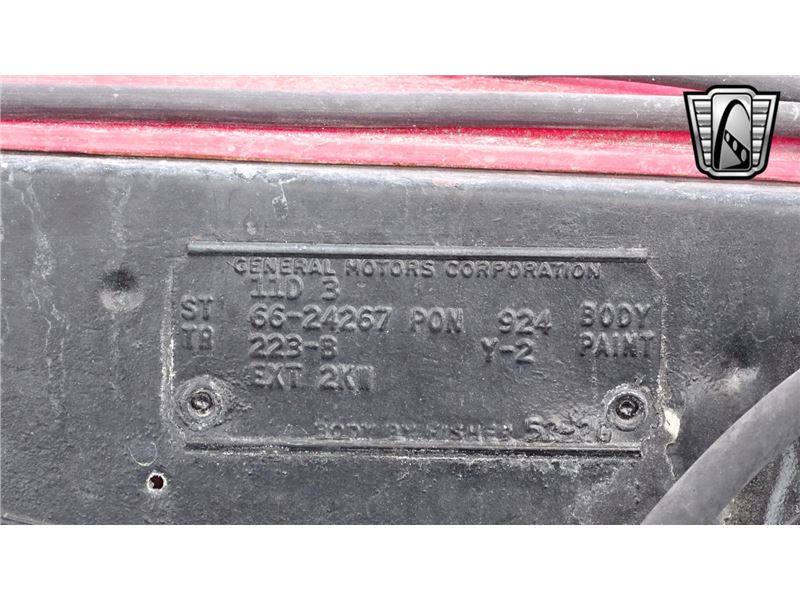 GENERAL MOTORS CORPORATION
11D 3
ST 66-24267 PON 924 BODY
TR 223-B Y-2 PAINT
EXT 2KW
BODY BY FISHER